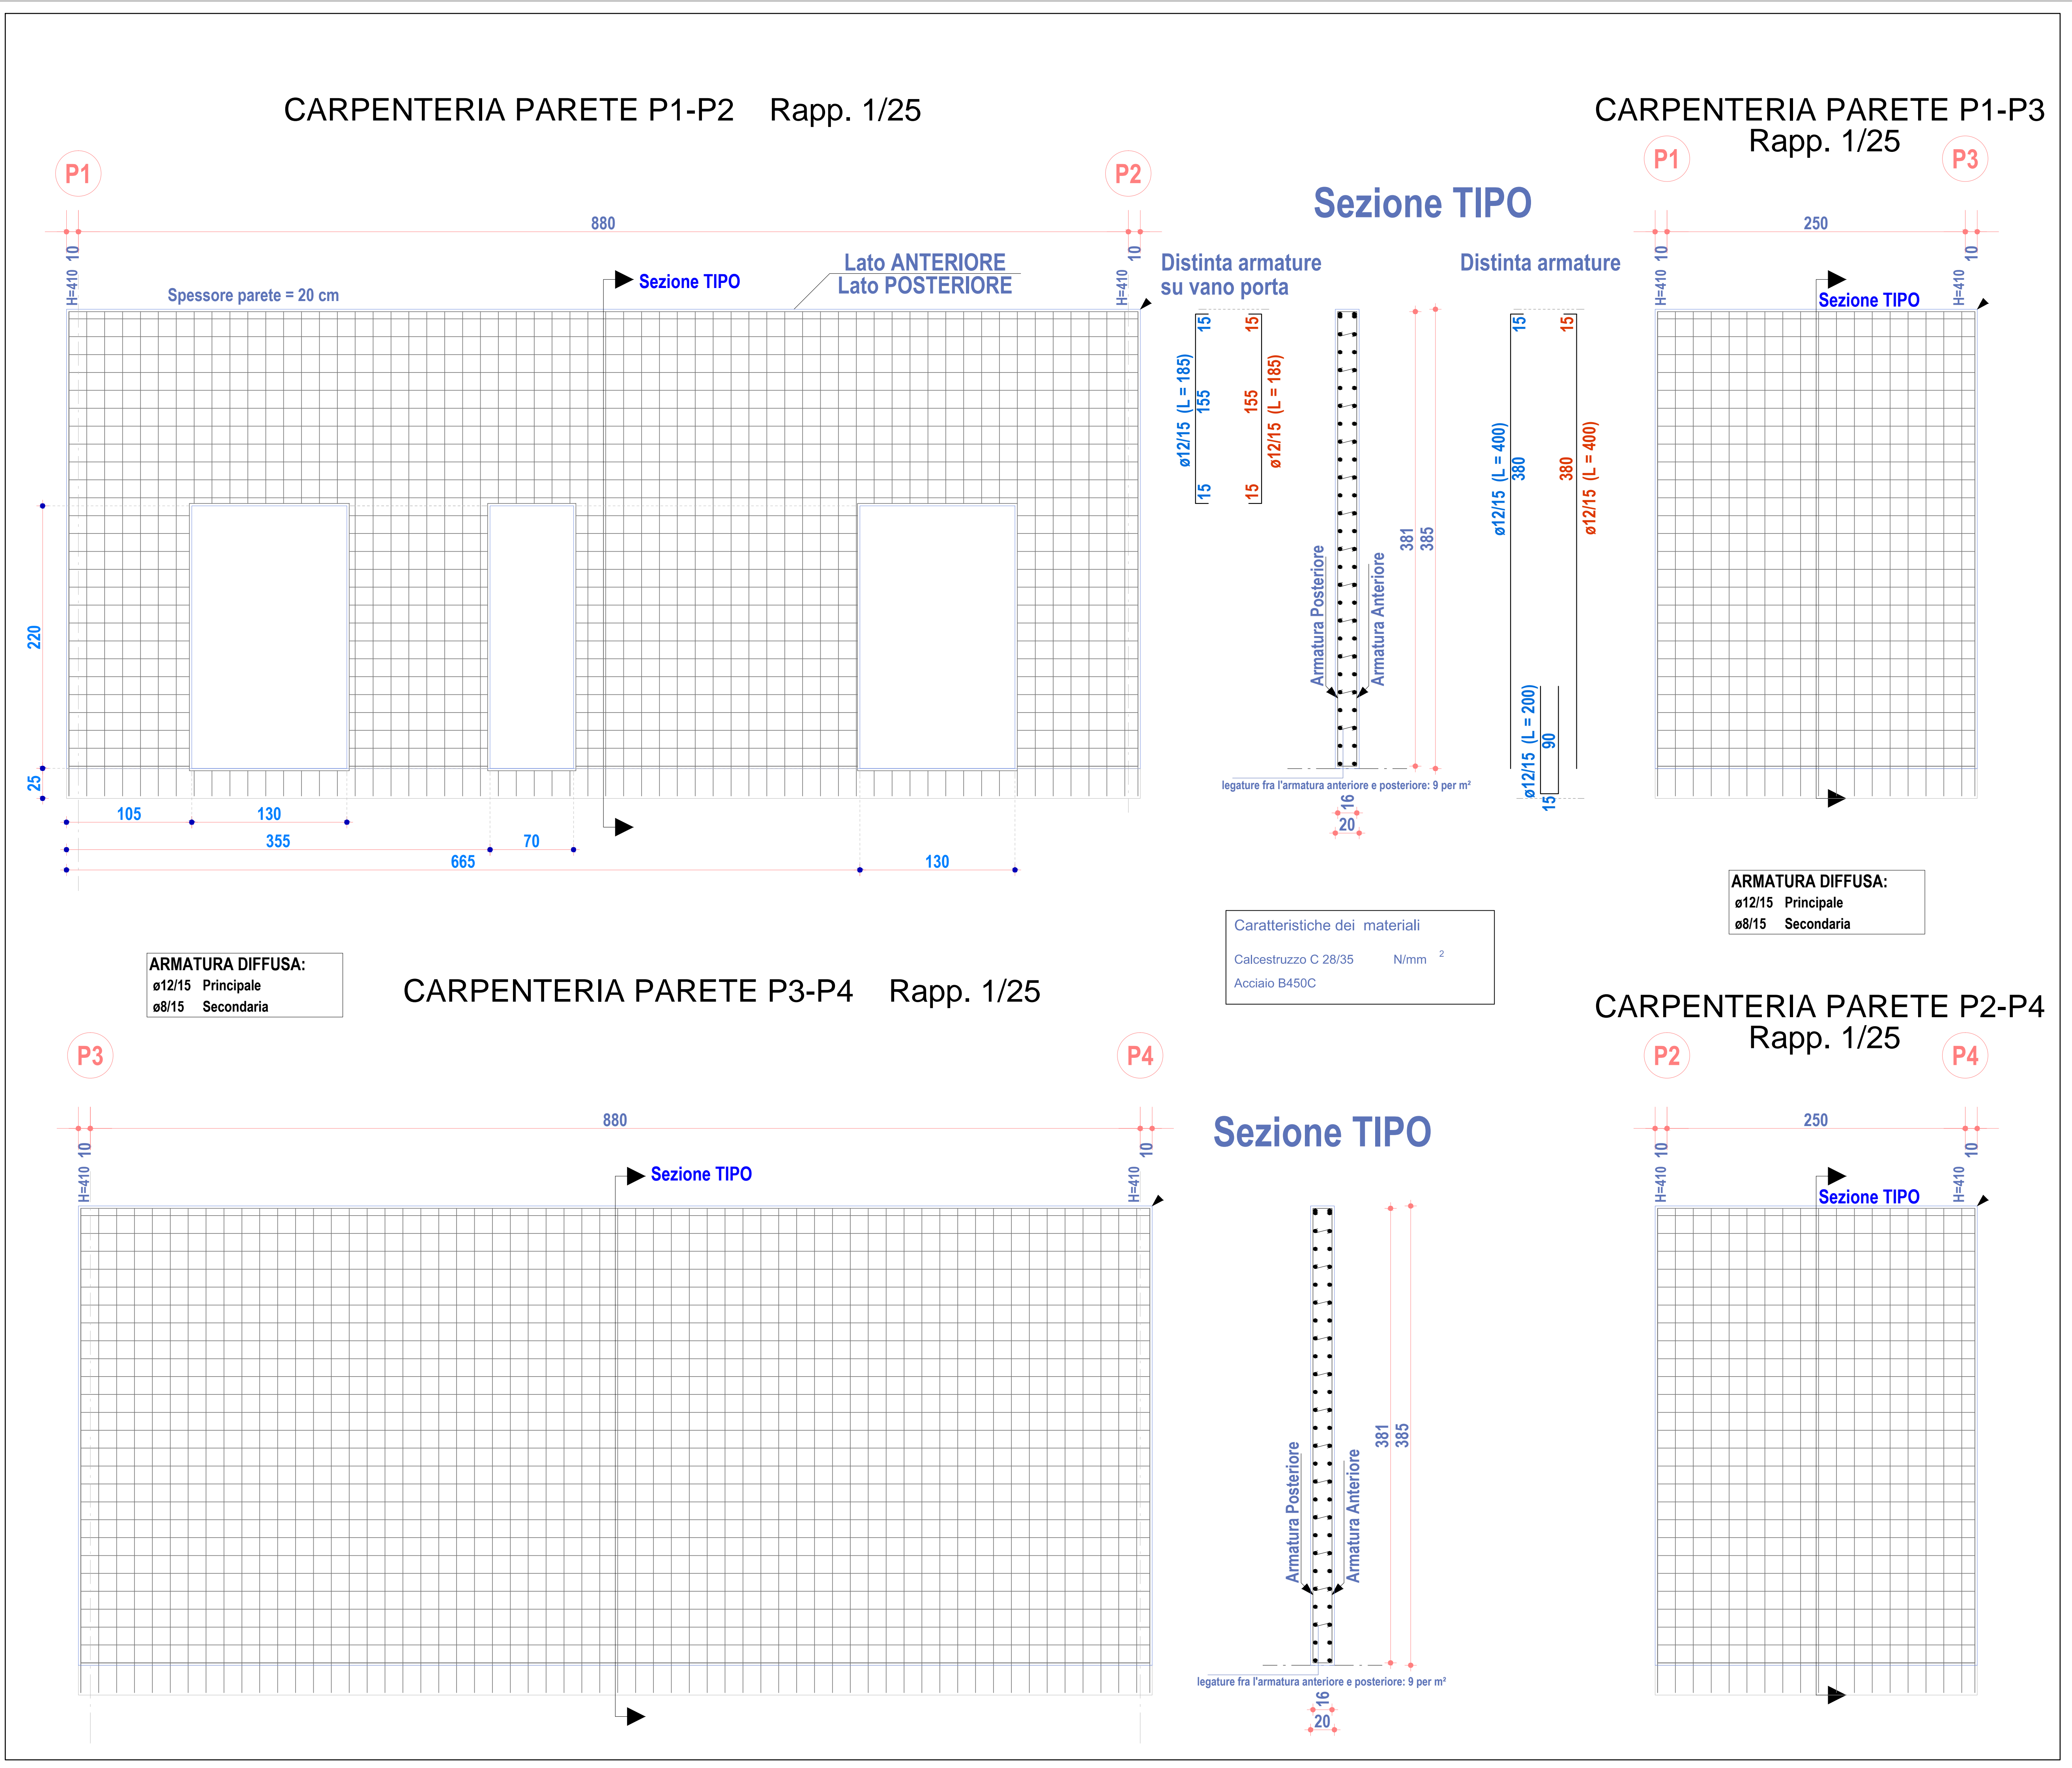 CARPENTERIA PARETE P1-P2 Rapp. 1/25
P1
P2
880
10
H=410
10
H=410
Spessore parete = 20 cm
Sezione TIPO
Lato ANTERIORE
Lato POSTERIORE
220
25
105
130
355
70
665
130
Sezione TIPO
Distinta armature
su vano porta
15
15
ø12/15 (L = 185)
155
155
ø12/15 (L = 185)
15
15
Armatura Posteriore
Armatura Anteriore
381
385
legature fra l'armatura anteriore e posteriore: 9 per m²
16
20
Distinta armature
15
15
ø12/15 (L = 400)
380
380
ø12/15 (L = 400)
ø12/15 (L = 200)
90
15
CARPENTERIA PARETE P1-P3
Rapp. 1/25
P1
P3
250
10
H=410
10
H=410
Sezione TIPO
ARMATURA DIFFUSA:
ø12/15 Principale
ø8/15 Secondaria
Caratteristiche dei materiali
Calcestruzzo C 28/35 N/mm 2
Acciaio B450C
ARMATURA DIFFUSA:
ø12/15 Principale
ø8/15 Secondaria
CARPENTERIA PARETE P3-P4 Rapp. 1/25
P3
P4
880
10
H=410
10
H=410
Sezione TIPO
Sezione TIPO
Armatura Posteriore
Armatura Anteriore
381
385
legature fra l'armatura anteriore e posteriore: 9 per m²
16
20
CARPENTERIA PARETE P2-P4
Rapp. 1/25
P2
P4
250
10
H=410
10
H=410
Sezione TIPO